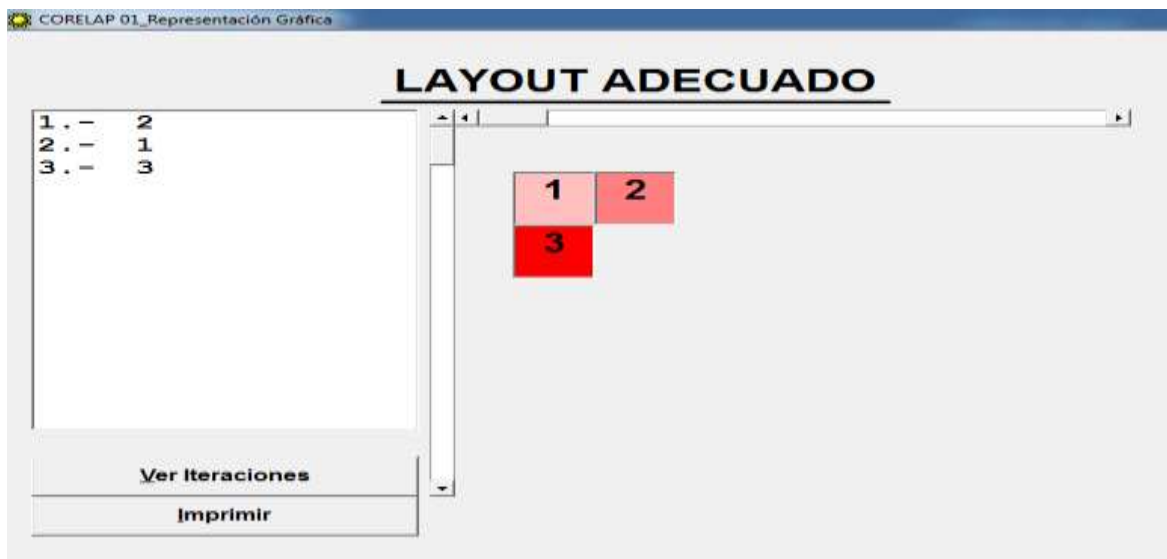 CORELAP 01_Representación Gráfica
LAYOUT ADECUADO
1.- 2
2.- 1
3.- 3
1 2
3
Ver Iteraciones
Imprimir